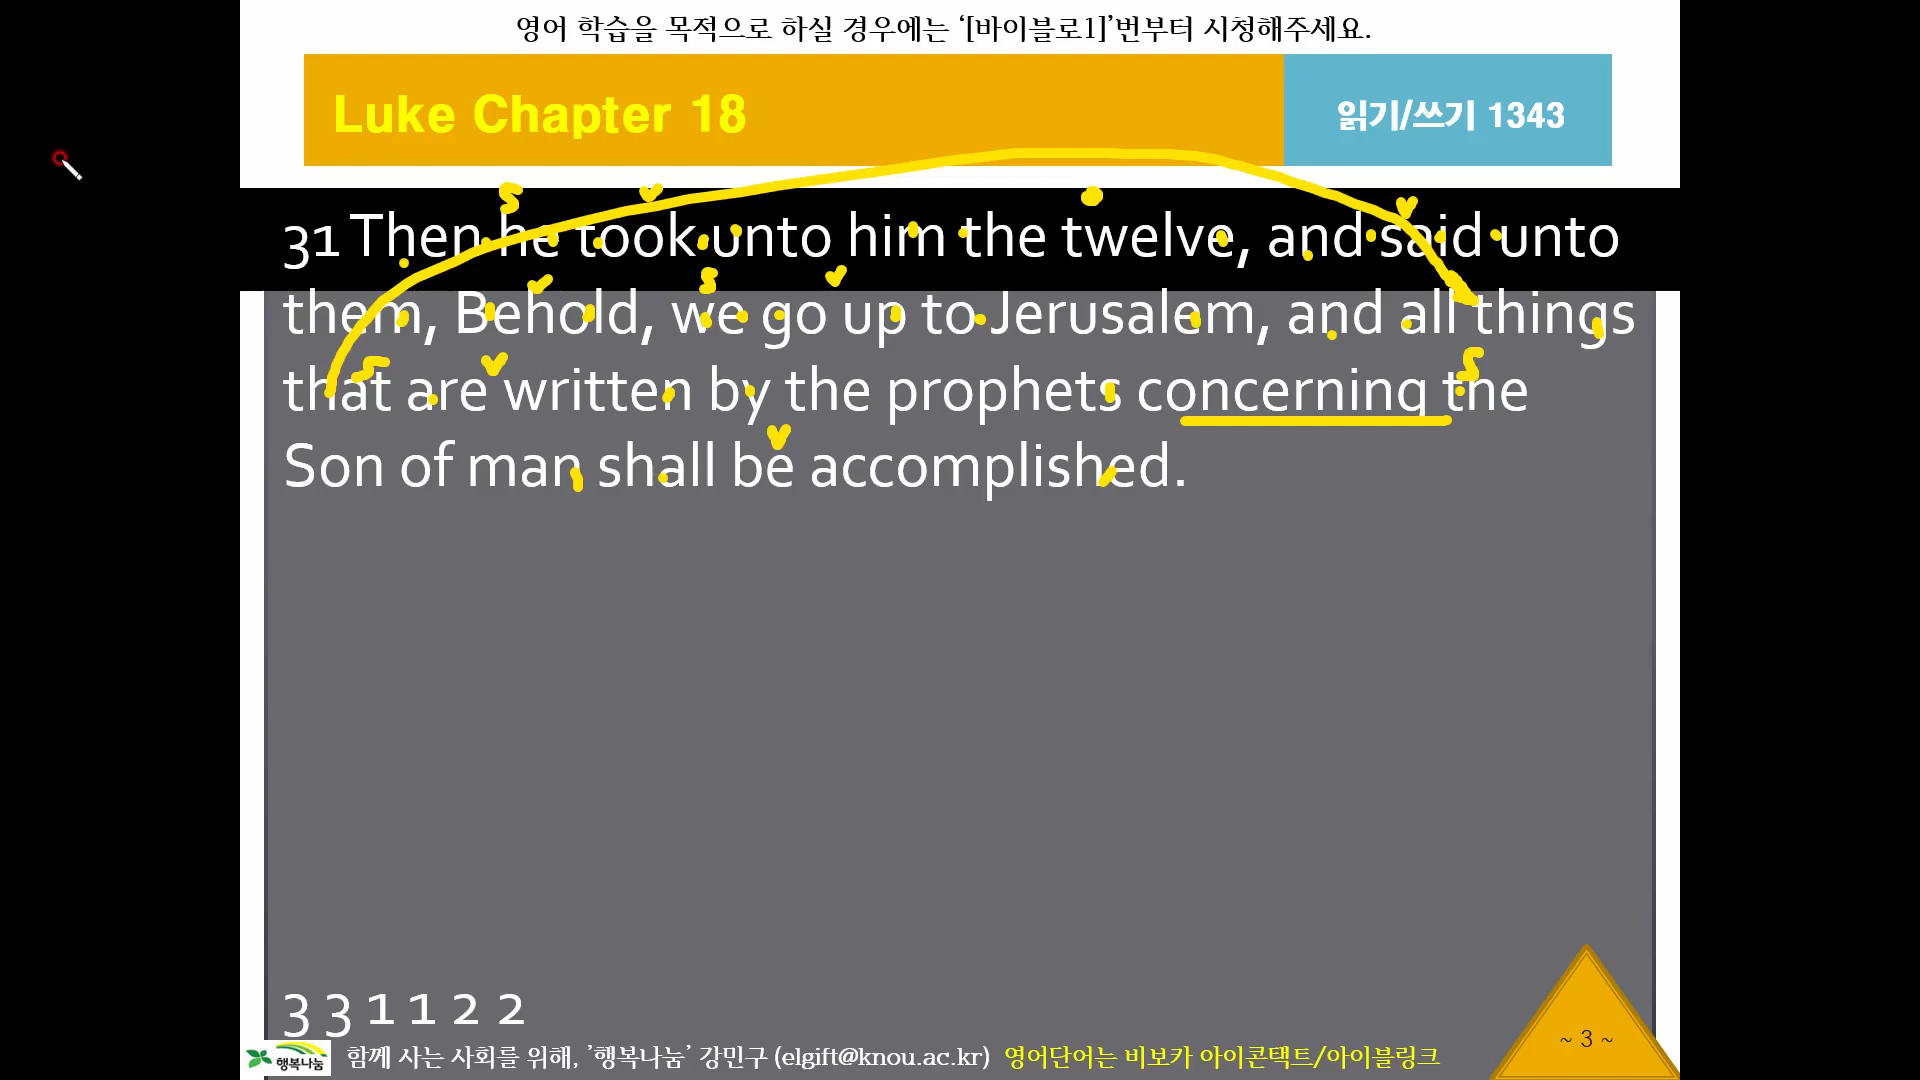 영어 학습을 목적으로 하실 경우에는 ‘[바이블로1]’번부터 시청해주세요.
Luke Chapter 18
읽기/쓰기 1343
31 Then he took unto him the twelve, and said unto
them, Behold, we go up to Jerusalem, and all things
that are written by the prophets concerning the
Son of man shall be accomplished.
3 3 1 1 2 2
~ 3 ~
행복나눔 함께 사는 사회를 위해, ’행복나눔’ 강민구 (elgift@knou.ac.kr) 영어단어는 비보카 아이콘택트/아이블링크